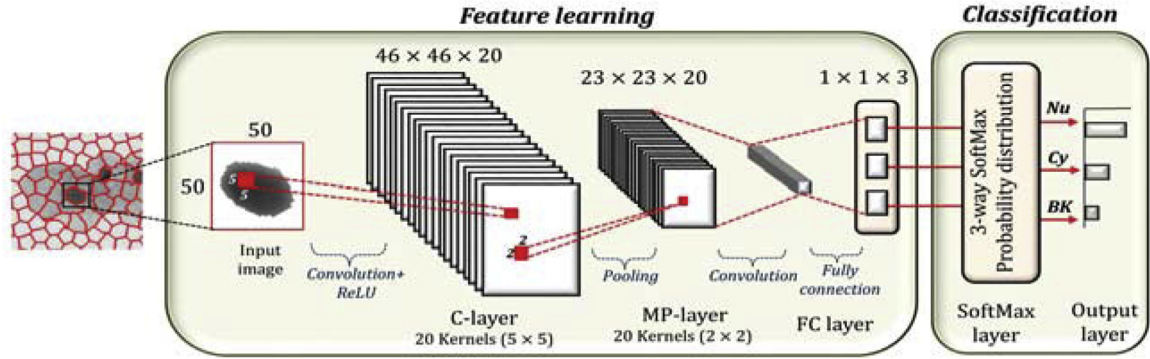 Feature learning
Classification
46 × 46 × 20
23 × 23 × 20
1 × 1 × 3
50
50
5
5
2
2
Input
image
Convolution+
ReLU
C-layer
20 Kernels (5 × 5)
Pooling
MP-layer
20 Kernels (2 × 2)
Convolution
Fully
connection
FC layer
3-way SoftMax
Probability distribution
Nu
Cy
BK
SoftMax
layer
Output
layer